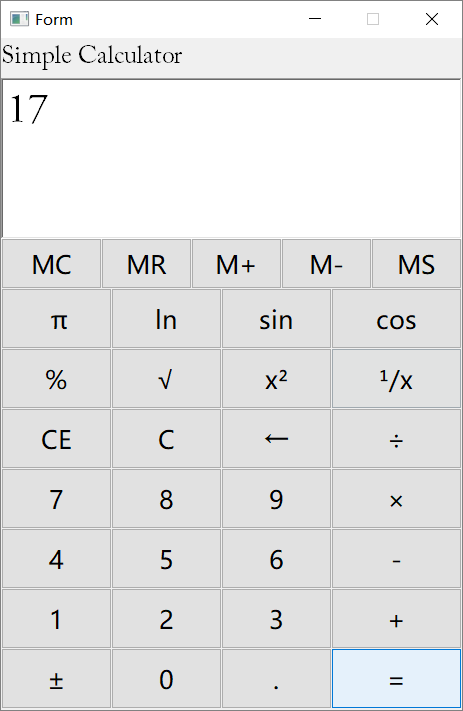 Form
Simple Calculator
17
MC MR M+ M- MS
π ln sin cos
% √ x² ¹/x
CE C ← ÷
7 8 9 ×
4 5 6 -
1 2 3 +
± 0 . =